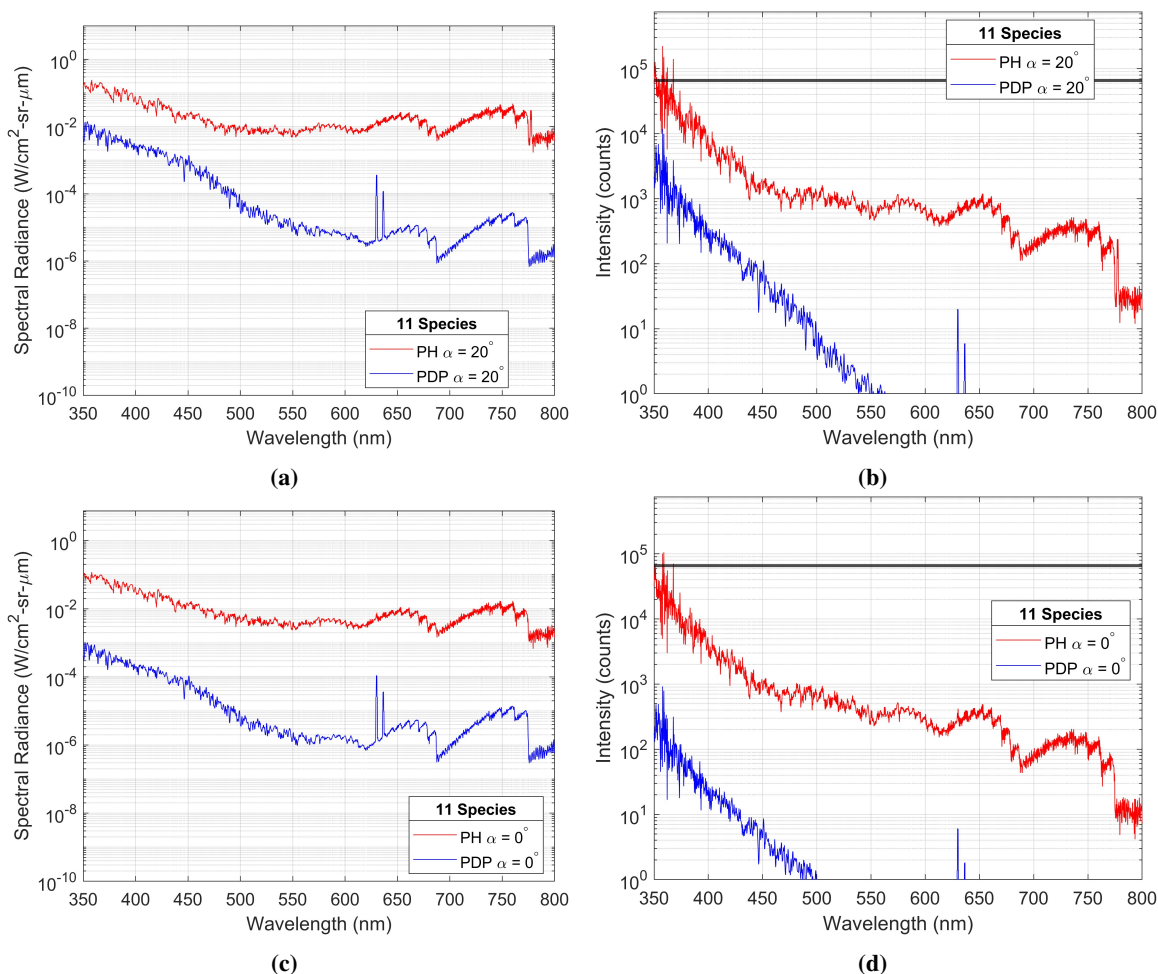 10^0
10^-2
10^-4
10^-6
10^-8
10^-10
Spectral Radiance (W/cm^2-sr-μm)
11 Species
PH α = 20°
PDP α = 20°
350 400 450 500 550 600 650 700 750 800
Wavelength (nm)
(a)
10^5
10^4
10^3
10^2
10^1
10^0
Intensity (counts)
11 Species
PH α = 20°
PDP α = 20°
350 400 450 500 550 600 650 700 750 800
Wavelength (nm)
(b)
10^0
10^-2
10^-4
10^-6
10^-8
10^-10
Spectral Radiance (W/cm^2-sr-μm)
11 Species
PH α = 0°
PDP α = 0°
350 400 450 500 550 600 650 700 750 800
Wavelength (nm)
(c)
10^5
10^4
10^3
10^2
10^1
10^0
Intensity (counts)
11 Species
PH α = 0°
PDP α = 0°
350 400 450 500 550 600 650 700 750 800
Wavelength (nm)
(d)